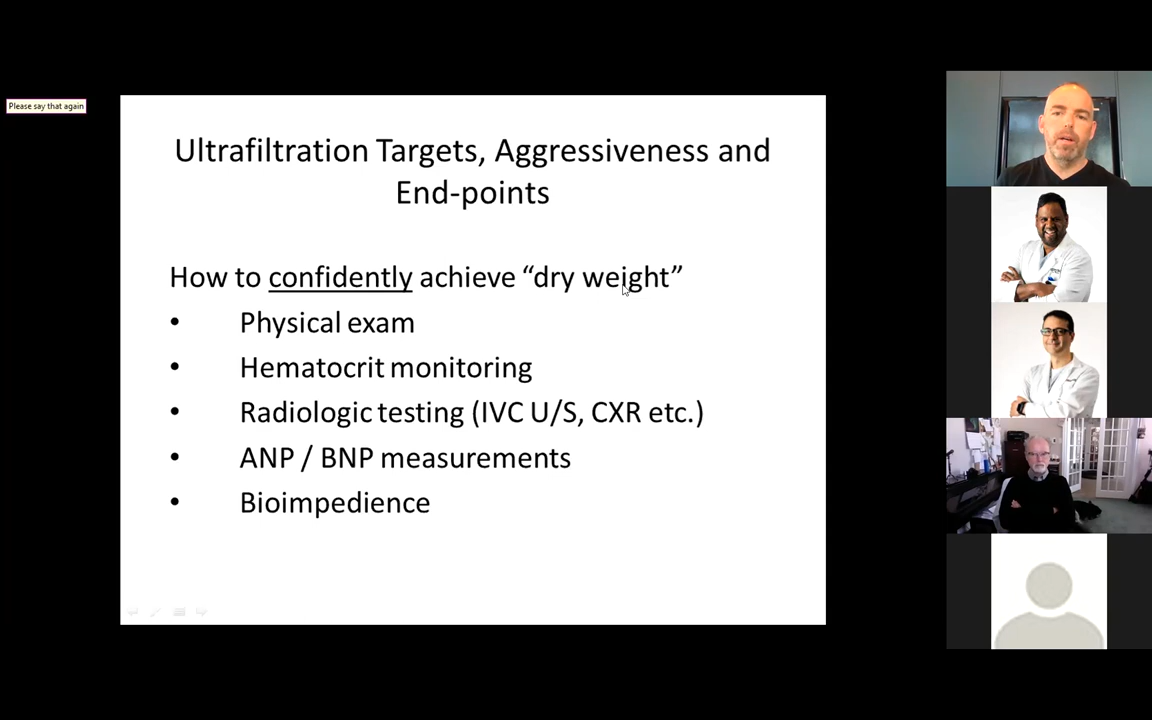 Please say that again
Ultrafiltration Targets, Aggressiveness and
End-points
How to confidently achieve “dry weight”
• Physical exam
• Hematocrit monitoring
• Radiologic testing (IVC U/S, CXR etc.)
• ANP / BNP measurements
• Bioimpedience